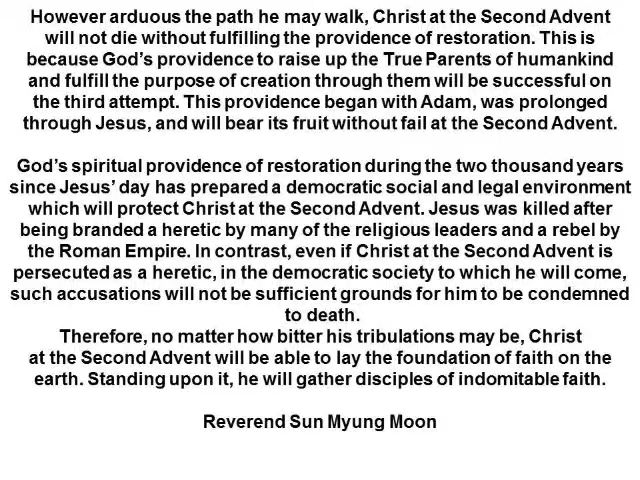 However arduous the path he may walk, Christ at the Second Advent
will not die without fulfilling the providence of restoration. This is
because God’s providence to raise up the True Parents of humankind
and fulfill the purpose of creation through them will be successful on
the third attempt. This providence began with Adam, was prolonged
through Jesus, and will bear its fruit without fail at the Second Advent.
God’s spiritual providence of restoration during the two thousand years
since Jesus’ day has prepared a democratic social and legal environment
which will protect Christ at the Second Advent. Jesus was killed after
being branded a heretic by many of the religious leaders and a rebel by
the Roman Empire. In contrast, even if Christ at the Second Advent is
persecuted as a heretic, in the democratic society to which he will come,
such accusations will not be sufficient grounds for him to be condemned
to death.
Therefore, no matter how bitter his tribulations may be, Christ
at the Second Advent will be able to lay the foundation of faith on the
earth. Standing upon it, he will gather disciples of indomitable faith.
Reverend Sun Myung Moon